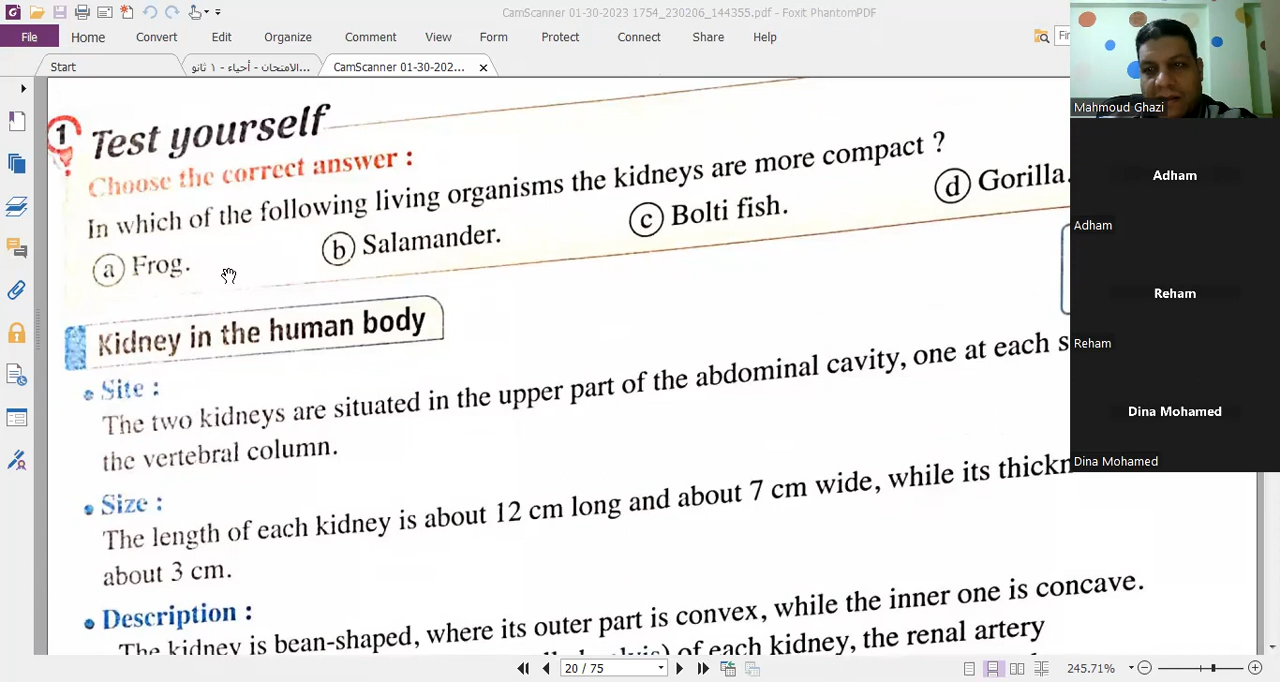 CamScanner 01-30-2023 1754_230206_144355.pdf - Foxit PhantomPDF
File Home Convert Edit Organize Comment View Form Protect Connect Share Help
Start
الامتحان - أحياء - ١ ثانو...
CamScanner 01-30-202...
1 Test yourself
Choose the correct answer :
In which of the following living organisms the kidneys are more compact ?
a Frog.
b Salamander.
c Bolti fish.
d Gorilla.
Kidney in the human body
• Site :
The two kidneys are situated in the upper part of the abdominal cavity, one at each s
the vertebral column.
• Size :
The length of each kidney is about 12 cm long and about 7 cm wide, while its thickn
about 3 cm.
• Description :
The kidney is bean-shaped, where its outer part is convex, while the inner one is concave.
of each kidney, the renal artery
Mahmoud Ghazi
Adham
Adham
Reham
Reham
Dina Mohamed
Dina Mohamed
20 / 75
245.71%